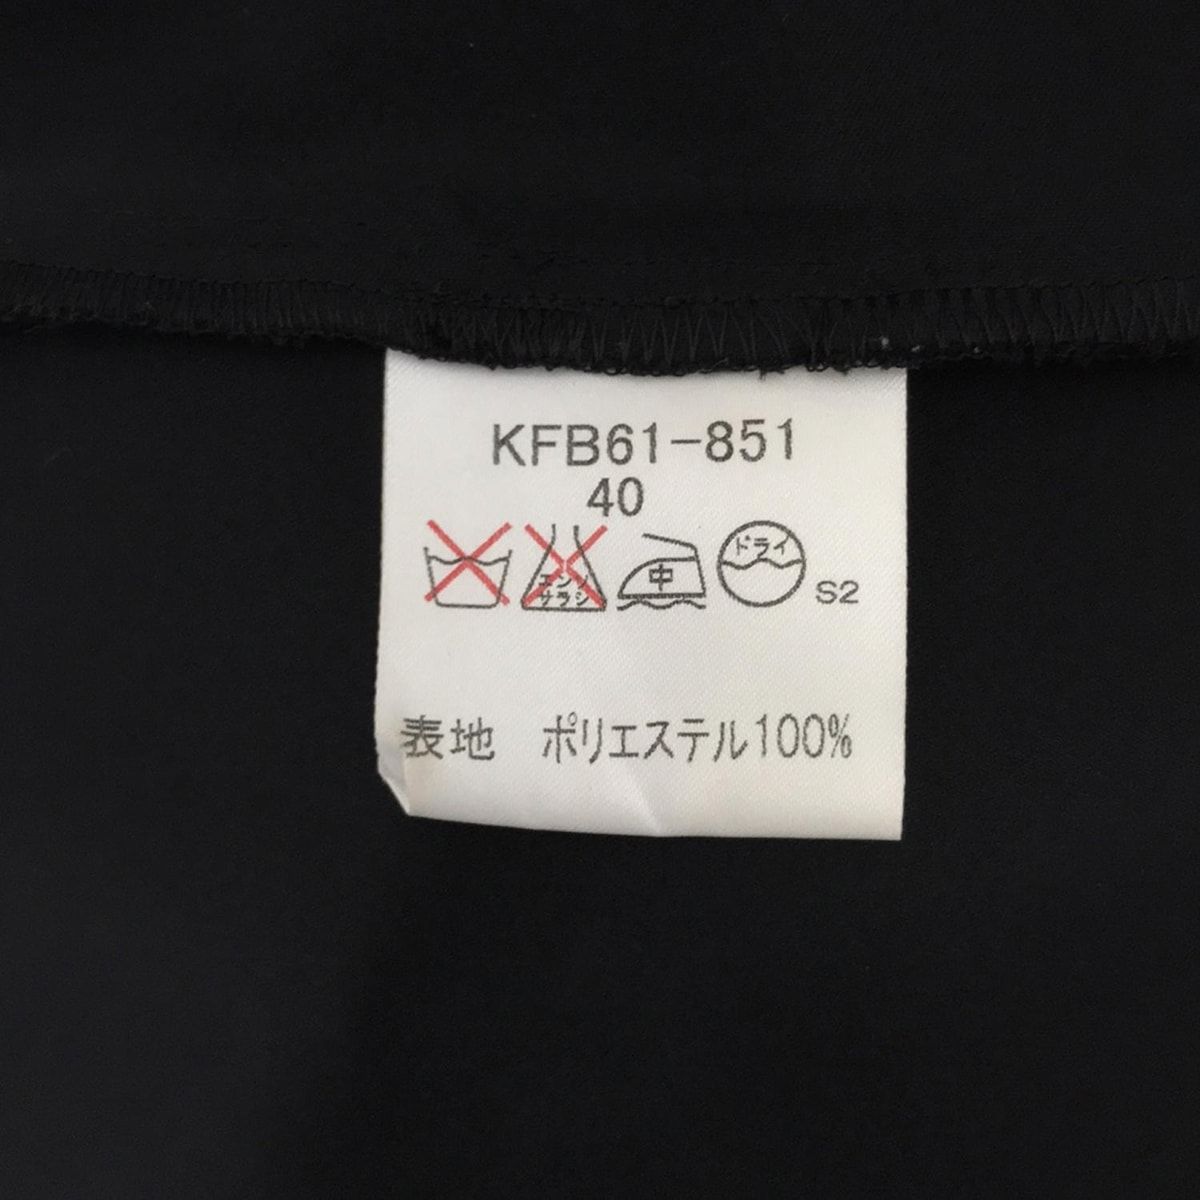 KFB61-851
40
エンソ 中 ドライ
サラシ S2
表地 ポリエステル100%